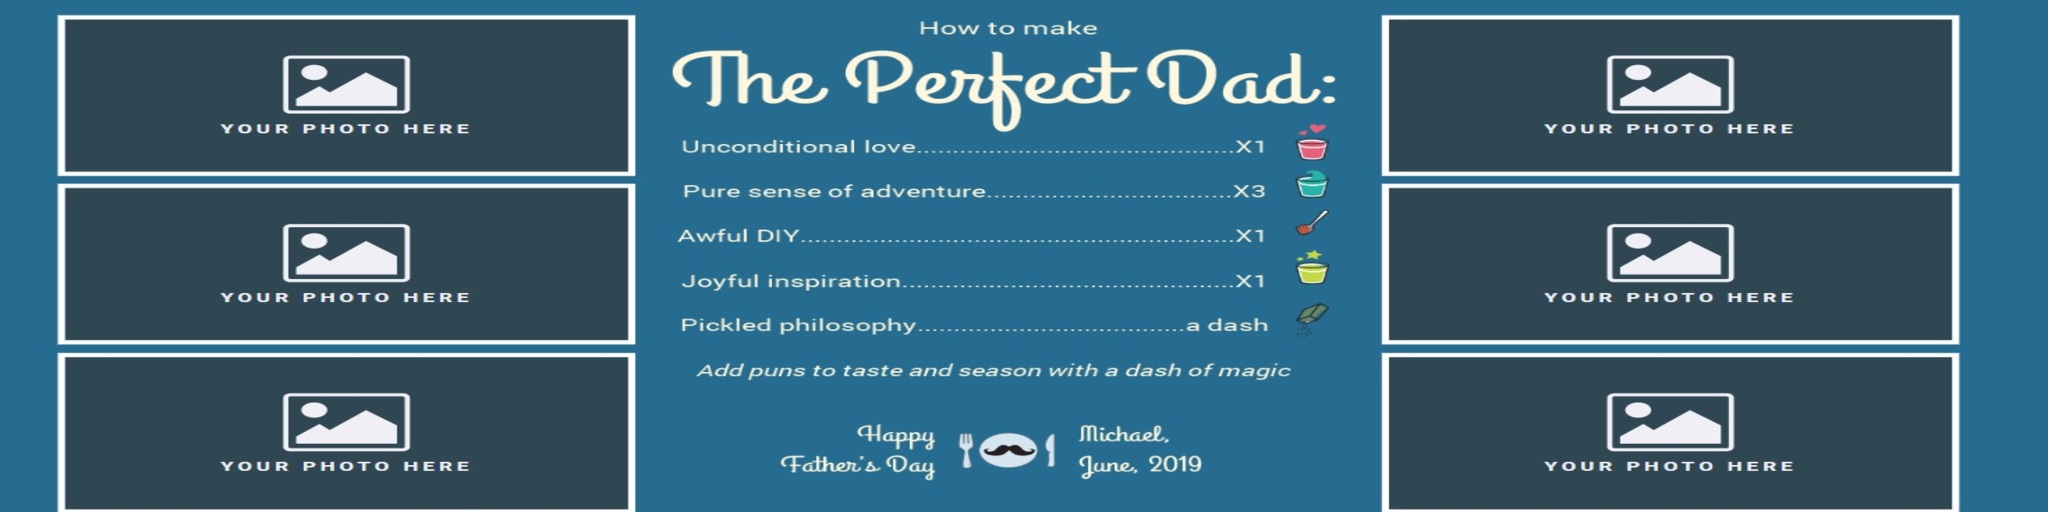 YOUR PHOTO HERE
YOUR PHOTO HERE
YOUR PHOTO HERE
How to make
The Perfect Dad:
Unconditional love............................................X1
Pure sense of adventure..................................X3
Awful DIY............................................................X1
Joyful inspiration..............................................X1
Pickled philosophy.....................................a dash
Add puns to taste and season with a dash of magic
Happy
Father's Day
Michael,
June, 2019
YOUR PHOTO HERE
YOUR PHOTO HERE
YOUR PHOTO HERE